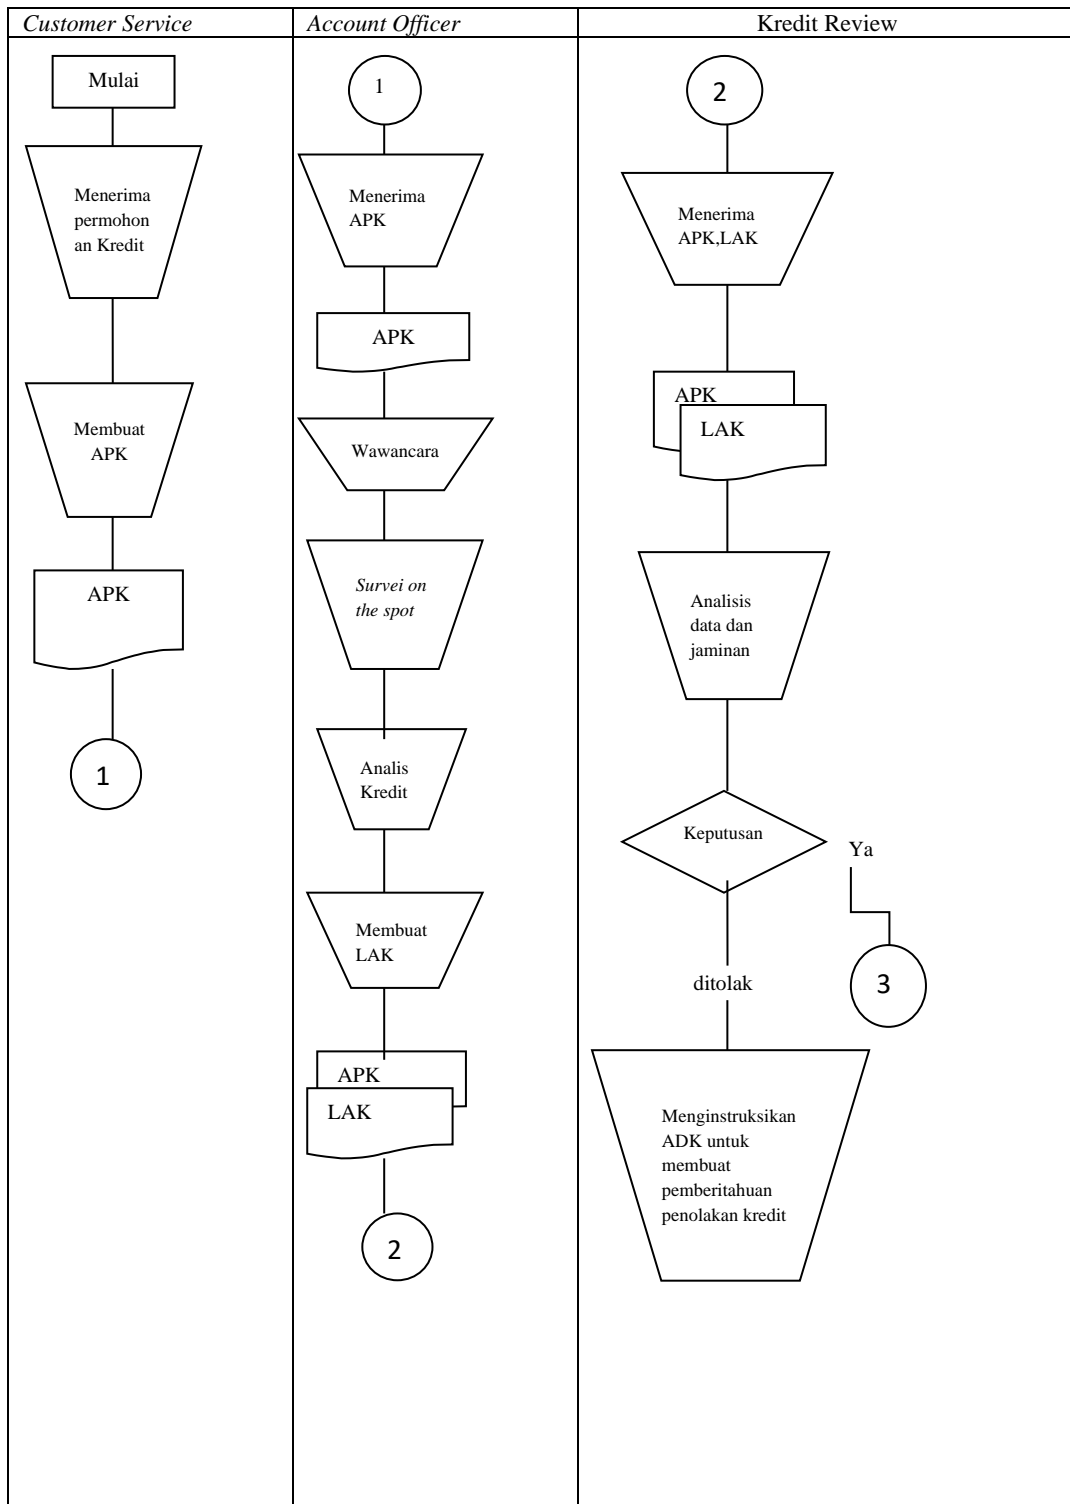 Customer Service
Account Officer
Kredit Review
Mulai
Menerima
permohon
an Kredit
Membuat
APK
APK
1
1
Menerima
APK
APK
Wawancara
Survei on
the spot
Analis
Kredit
Membuat
LAK
APK
LAK
2
2
Menerima
APK,LAK
APK
LAK
Analisis
data dan
jaminan
Keputusan
Ya
3
ditolak
Menginstruksikan
ADK untuk
membuat
pemberitahuan
penolakan kredit